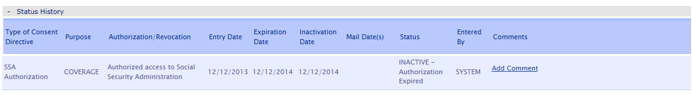 - Status History
Type of Consent Directive Purpose Authorization/Revocation Entry Date Expiration Date Inactivation Date Mail Date(s) Status Entered By Comments
SSA Authorization COVERAGE Authorized access to Social Security Administration 12/12/2013 12/12/2014 12/12/2014 INACTIVE – Authorization Expired SYSTEM Add Comment